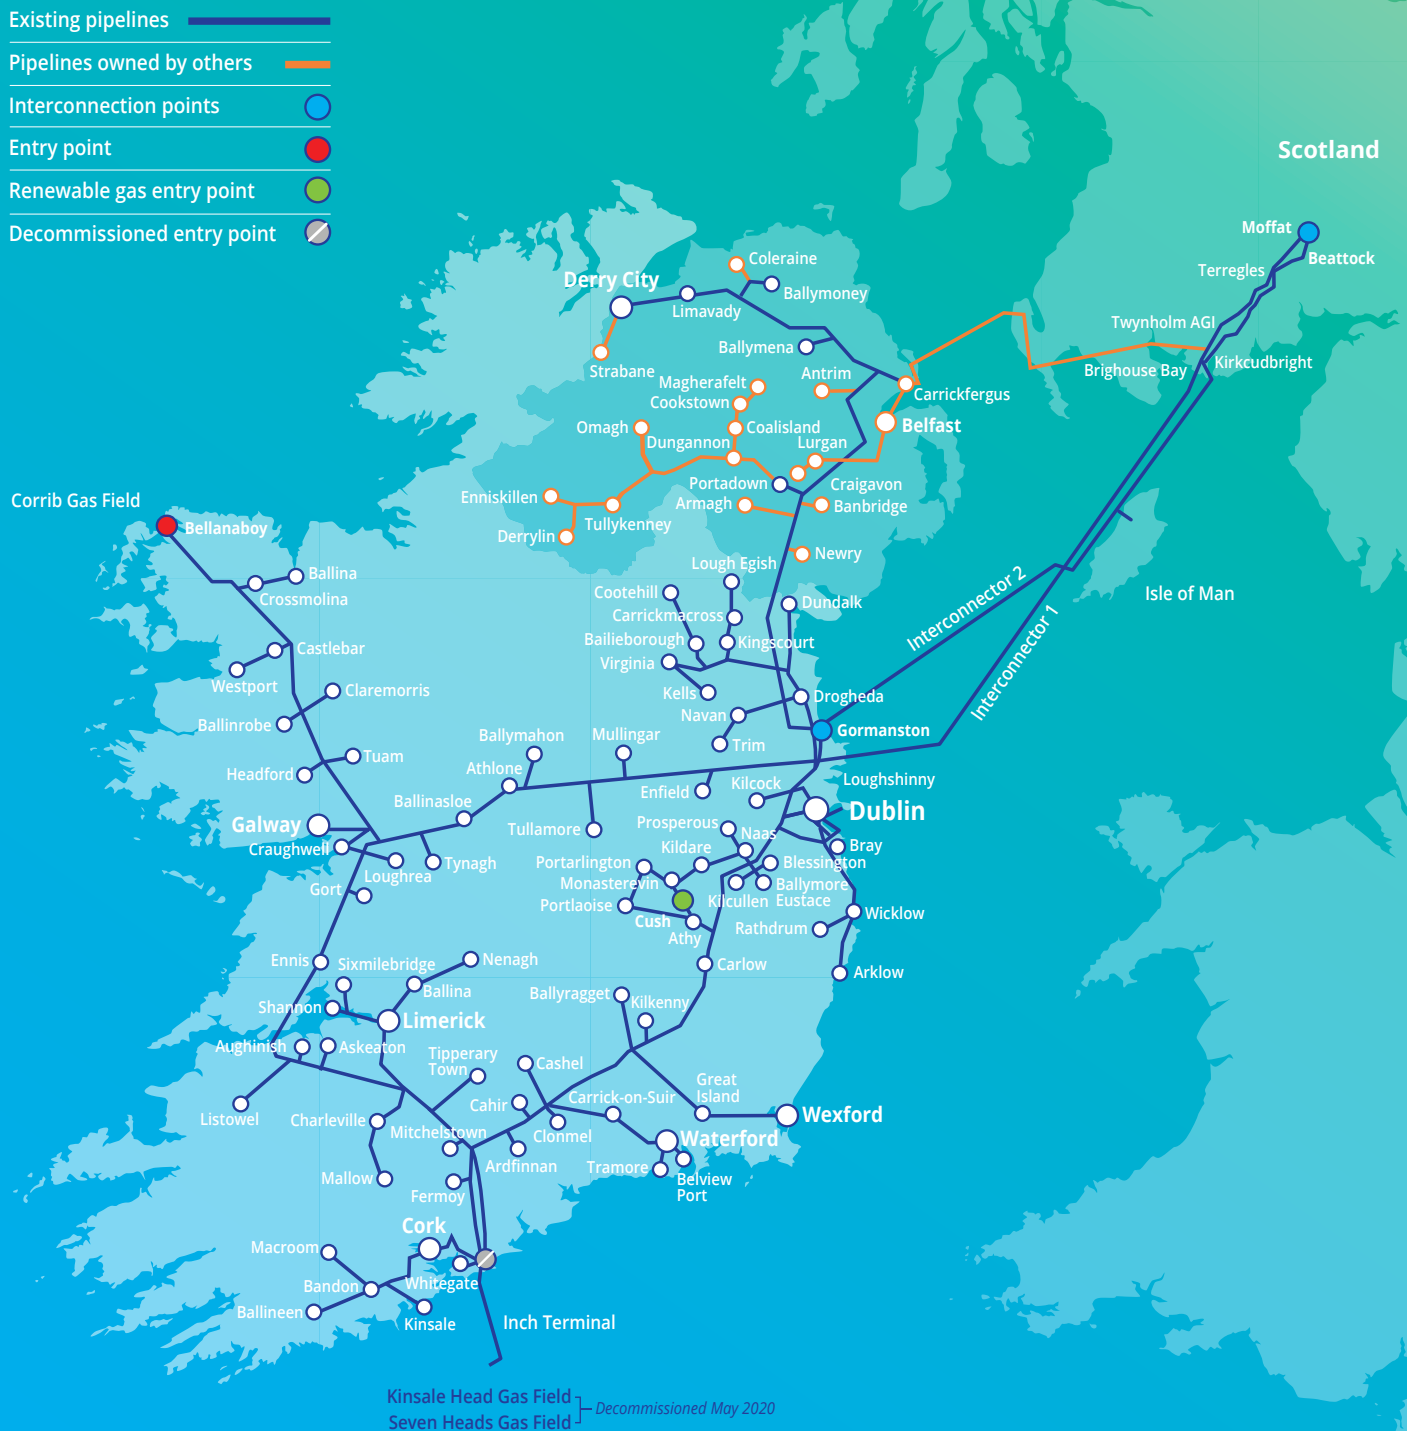 Existing pipelines
Pipelines owned by others
Interconnection points
Entry point
Renewable gas entry point
Decommissioned entry point
Scotland
Moffat
Beattock
Terregles
Twynholm AGI
Kirkcudbright
Brighouse Bay
Coleraine
Derry City
Ballymoney
Limavady
Ballymena
Strabane
Antrim
Magherafelt
Carrickfergus
Cookstown
Omagh
Coalisland
Belfast
Dungannon
Lurgan
Portadown
Craigavon
Enniskillen
Armagh
Banbridge
Tullykenney
Derrylin
Corrib Gas Field
Bellanaboy
Newry
Lough Egish
Ballina
Crossmolina
Cootehill
Dundalk
Carrickmacross
Isle of Man
Interconnector 2
Interconnector 1
Bailieborough
Kingscourt
Castlebar
Virginia
Westport
Claremorris
Kells
Drogheda
Ballinrobe
Navan
Gormanston
Ballymahon
Mullingar
Trim
Tuam
Headford
Athlone
Loughshinny
Enfield
Kilcock
Ballinasloe
Dublin
Galway
Tullamore
Prosperous
Naas
Craughwell
Kildare
Bray
Tynagh
Portarlington
Blessington
Loughrea
Monasterevin
Ballymore
Eustace
Gort
Kilcullen
Portlaoise
Cush
Wicklow
Rathdrum
Athy
Ennis
Sixmilebridge
Nenagh
Carlow
Arklow
Ballina
Ballyragget
Kilkenny
Shannon
Limerick
Aughinish
Askeaton
Tipperary
Town
Cashel
Great
Island
Carrick-on-Suir
Cahir
Listowel
Charleville
Wexford
Mitchelstown
Clonmel
Waterford
Ardfinnan
Tramore
Mallow
Belview
Port
Fermoy
Cork
Macroom
Bandon
Whitegate
Ballineen
Kinsale
Inch Terminal
Kinsale Head Gas Field
Seven Heads Gas Field
Decommissioned May 2020